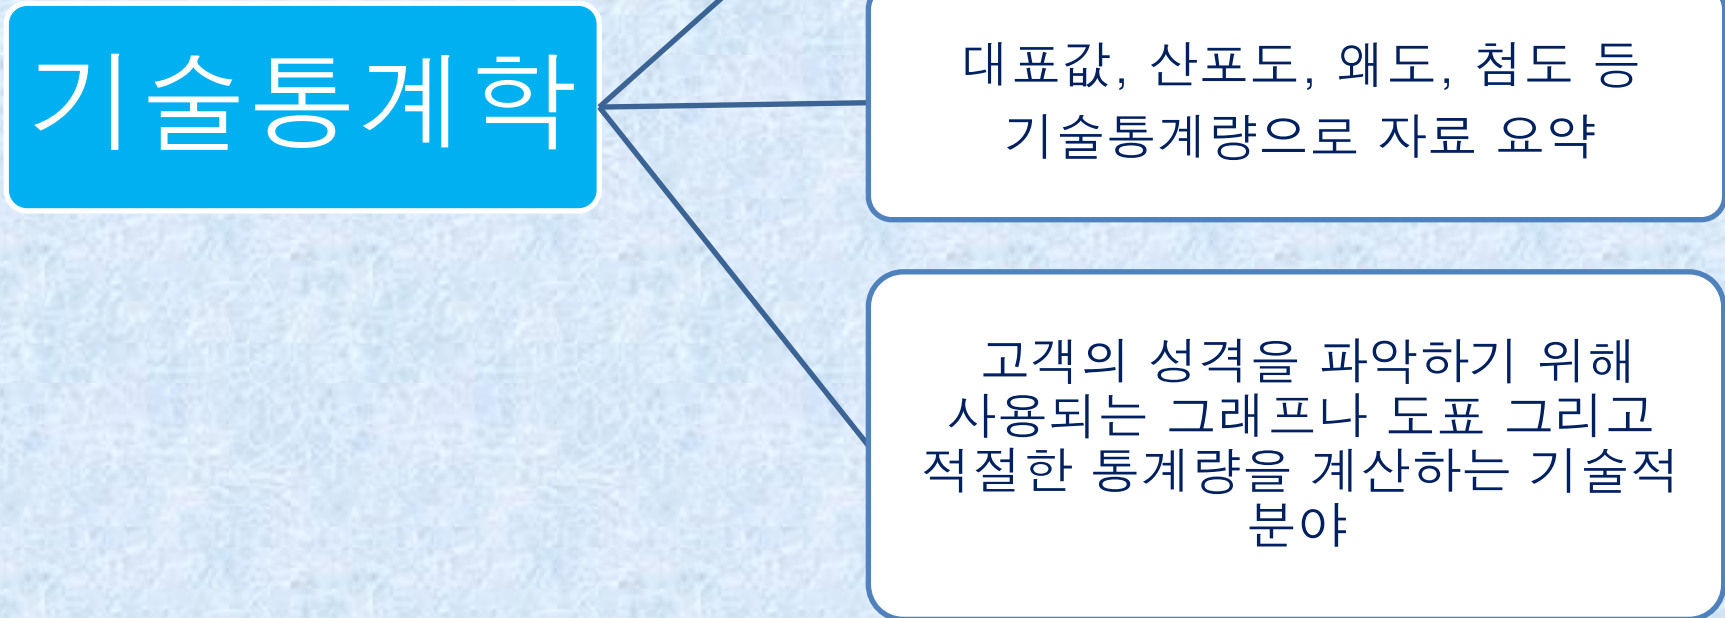 기술통계학
대표값, 산포도, 왜도, 첨도 등
기술통계량으로 자료 요약
고객의 성격을 파악하기 위해
사용되는 그래프나 도표 그리고
적절한 통계량을 계산하는 기술적
분야